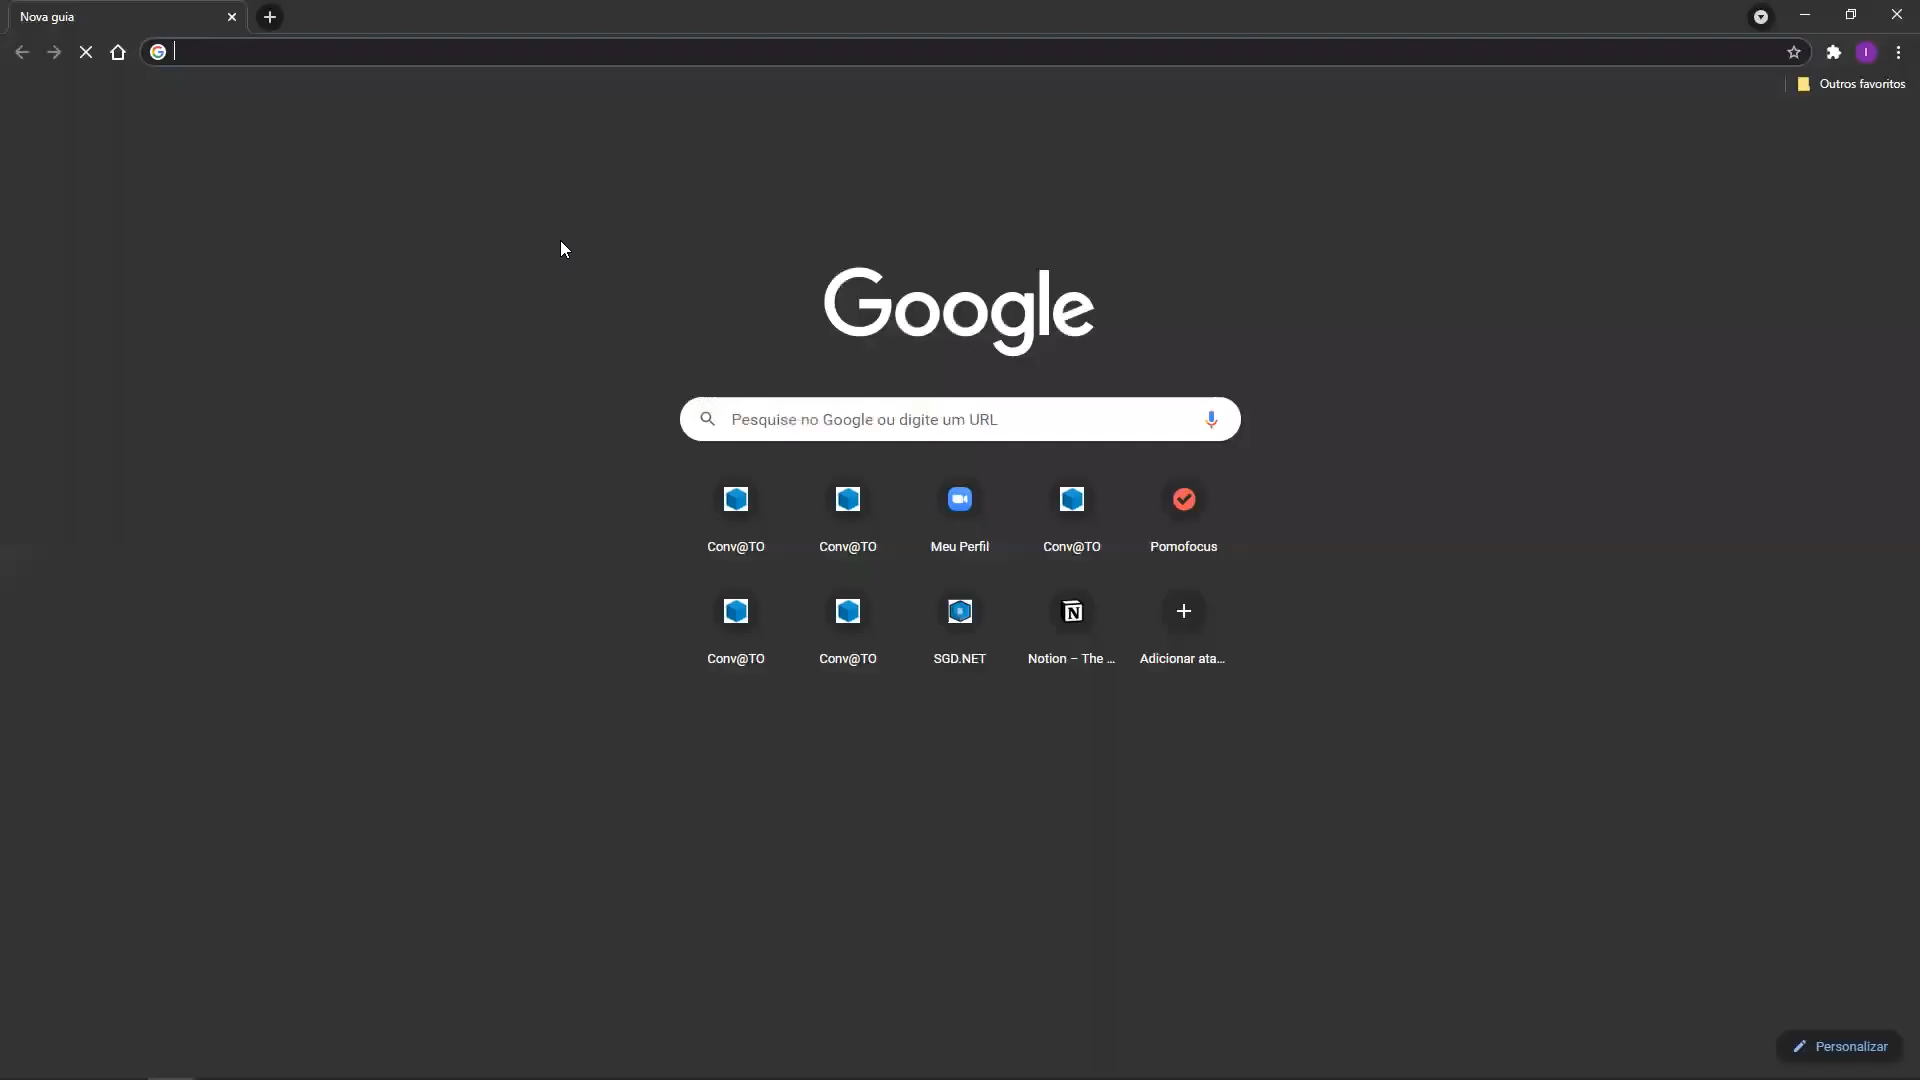 Nova guia
Outros favoritos
Google
Pesquise no Google ou digite um URL
Conv@TO
Conv@TO
Meu Perfil
Conv@TO
Pomofocus
Conv@TO
Conv@TO
SGD.NET
Notion – The ...
Adicionar ata...
Personalizar